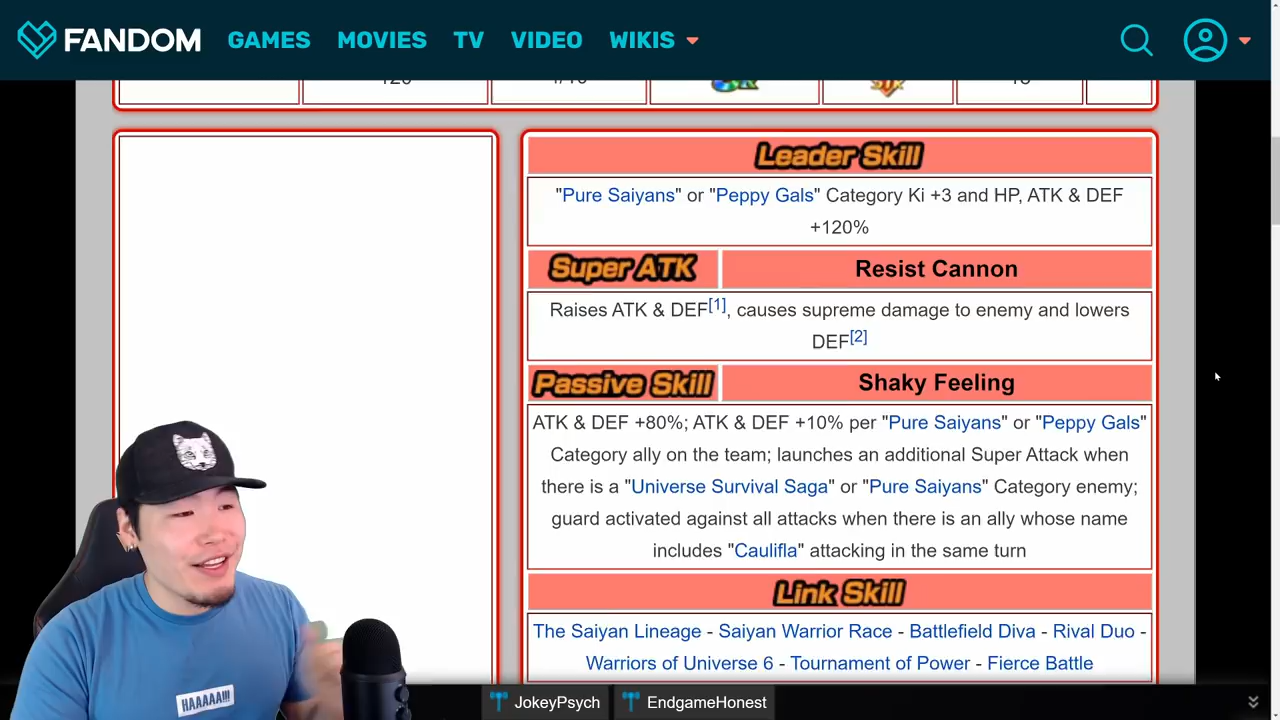 FANDOM GAMES MOVIES TV VIDEO WIKIS
Leader Skill
"Pure Saiyans" or "Peppy Gals" Category Ki +3 and HP, ATK & DEF
+120%
Super ATK Resist Cannon
Raises ATK & DEF[1], causes supreme damage to enemy and lowers
DEF[2]
Passive Skill Shaky Feeling
ATK & DEF +80%; ATK & DEF +10% per "Pure Saiyans" or "Peppy Gals"
Category ally on the team; launches an additional Super Attack when
there is a "Universe Survival Saga" or "Pure Saiyans" Category enemy;
guard activated against all attacks when there is an ally whose name
includes "Caulifla" attacking in the same turn
Link Skill
The Saiyan Lineage - Saiyan Warrior Race - Battlefield Diva - Rival Duo -
Warriors of Universe 6 - Tournament of Power - Fierce Battle
HAAAAA!!!
JokeyPsych EndgameHonest